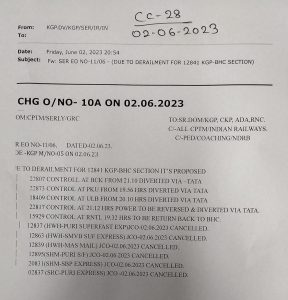 CC-28
02-06-2023
From: KGP.DV/KGP/SER/IR/IN
To:
Date: Friday, June 02, 2023 20:54
Subject: Fw: SER EO NO-11/06 - (DUE TO DERAILMENT FOR 12841 KGP-BHC SECTION)
CHG O/NO- 10A ON 02.06.2023
OM:CPTM/SERLY-GRC TO:SR.DOM/KGP, CKP, ADA,RNC.
C/-ALL CPTM/INDIAN RAILWAYS.
R EO NO-11/06. DATED-02.06.23. C/-PED/COACHING/NDRB
DE -KGP M/NO-05 ON 02.06.23
E TO DERAILMENT FOR 12841 KGP-BHC SECTION IT'S PROPOSED
22807 CONTROL AT BCK FROM 21.10 DIVERTED VIA -TATA
22873 CONTROL AT PKU FROM 19.56 HRS DIVERTED VIA -TATA
18409 CONTROL AT ULB FROM 20.10 HRS DIVERTED VIA -TATA
22817 CONTROL AT 21.12 HRS POWER TO BE REVERSED & DIVERTED VIA -TATA.
15929 CONTROL AT RNTL 19.32 HRS TO BE RETURN BACK TO BHC.
12837 (HWH-PURI SUPERFAST EXP)JCO-02.06.2023 CANCELLED.
12863 (HWH-SMVB SUF EXPRESS) JCO-02.06.2023 CANCELLED.
12839 (HWH-MAS MAIL) JCO-02.06.2023 CANCELLED.
12895(SHM-PURI S/F) JCO-02.06.2023 CANCELLED.
20831(SHM-SBP EXPRESS) JCO-02.06.2023 CANCELLED.
02837 (SRC-PURI EXPRESS) JCO-02.06.2023 CANCELLED.